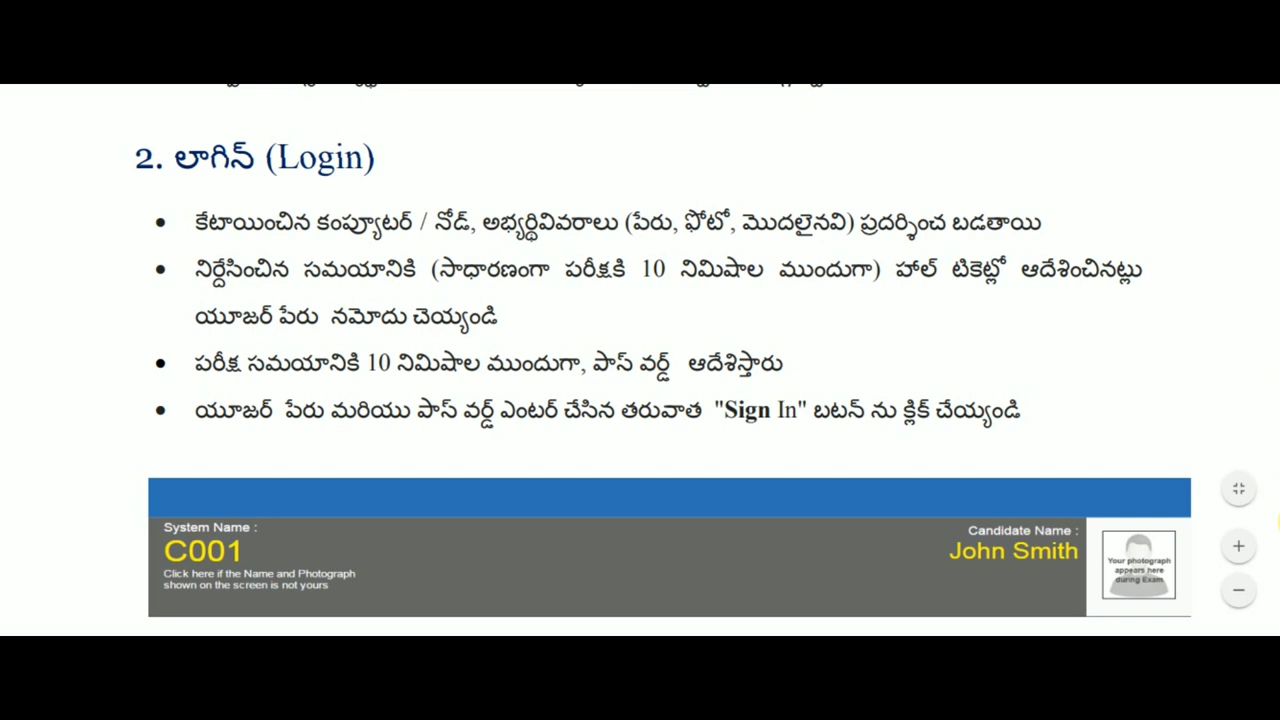 2. లాగిన్ (Login)
• కేటాయించిన కంప్యూటర్ / నోడ్, అభ్యర్థివివరాలు (పేరు, ఫోటో, మొదలైనవి) ప్రదర్శించ బడతాయి
• నిర్దేసించిన సమయానికి (సాధారణంగా పరీక్షకి 10 నిమిషాల ముందుగా) హాల్ టికెట్లో ఆదేశించినట్లు
యూజర్ పేరు నమోదు చెయ్యండి
• పరీక్ష సమయానికి 10 నిమిషాల ముందుగా, పాస్ వర్డ్ ఆదేశిస్తారు
• యూజర్ పేరు మరియు పాస్ వర్డ్ ఎంటర్ చేసిన తరువాత "Sign In" బటన్ ను క్లిక్ చేయ్యండి
System Name :
C001
Click here if the Name and Photograph
shown on the screen is not yours
Candidate Name :
John Smith
Your photograph
appears here
during Exam